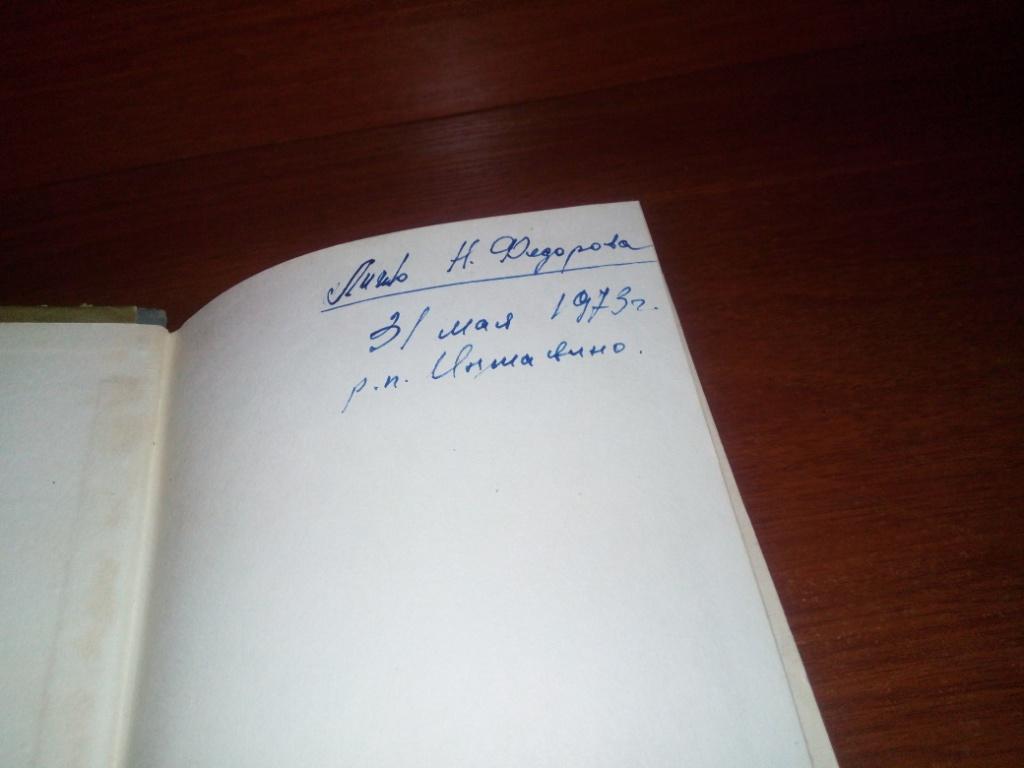 Н. Федорова
31 мая 1973г.
р.п. Инжавино.